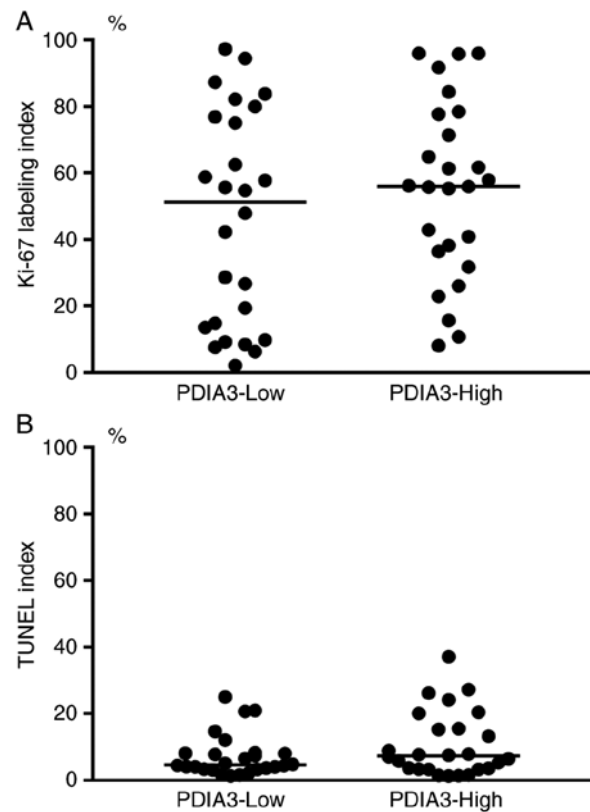 A
%
Ki-67 labeling index
100
80
60
40
20
0
PDIA3-Low
PDIA3-High
B
%
TUNEL index
100
80
60
40
20
0
PDIA3-Low
PDIA3-High